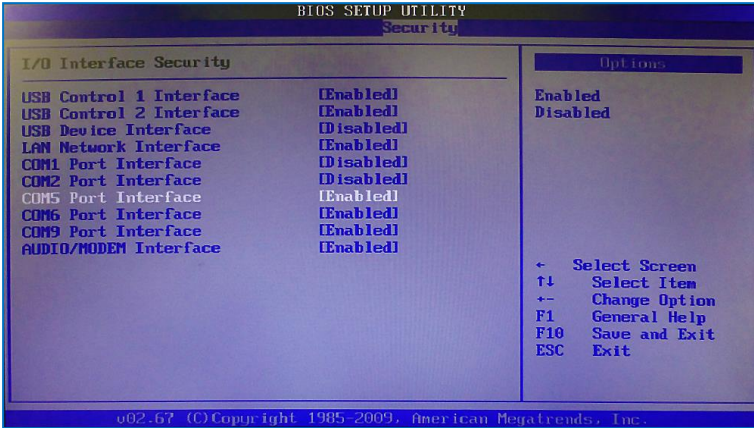 BIOS SETUP UTILITY
Security
I/O Interface Security
USB Control 1 Interface [Enabled]
USB Control 2 Interface [Enabled]
USB Device Interface [Disabled]
LAN Network Interface [Enabled]
COM1 Port Interface [Disabled]
COM2 Port Interface [Disabled]
COM5 Port Interface [Enabled]
COM6 Port Interface [Enabled]
COM9 Port Interface [Enabled]
AUDIO/MODEM Interface [Enabled]
Options
Enabled
Disabled
← Select Screen
↑↓ Select Item
+- Change Option
F1 General Help
F10 Save and Exit
ESC Exit
v02.67 (C)Copyright 1985-2009, American Megatrends, Inc.